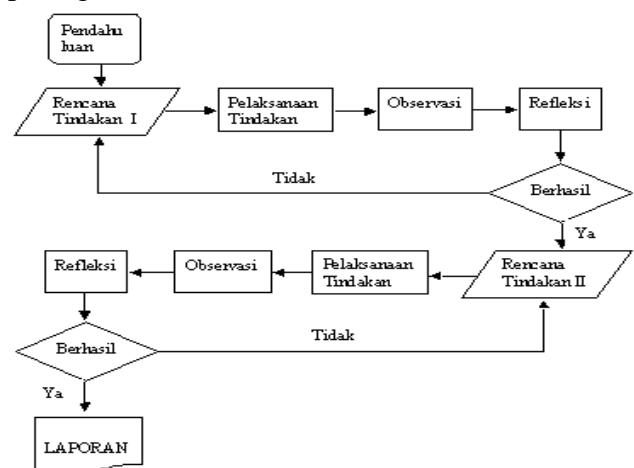 Pendahu
luan
Rencana
Tindakan I
Pelaksanaan
Tindakan
Observasi
Refleksi
Tidak
Berhasil
Ya
Refleksi
Observasi
Pelaksanaan
Tindakan
Rencana
Tindakan II
Berhasil
Tidak
Ya
LAPORAN